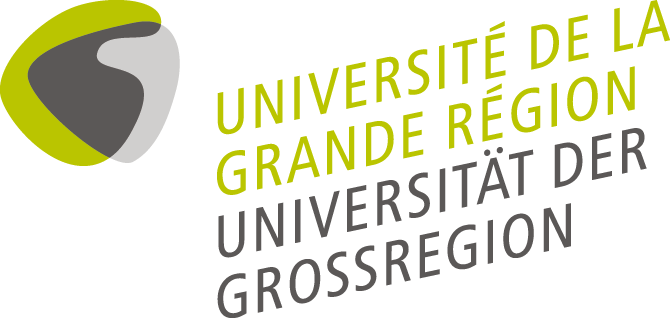 UNIVERSITÉ DE LA
GRANDE RÉGION
UNIVERSITÄT DER
GROSSREGION